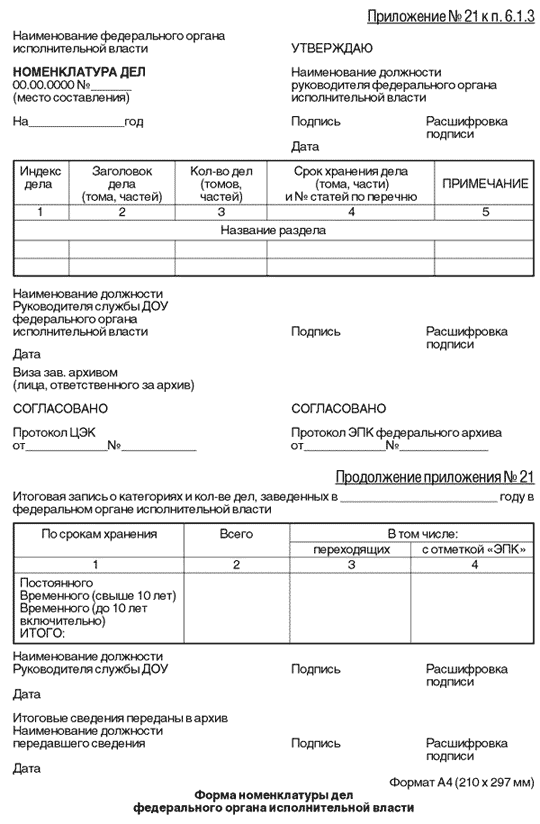 Приложение № 21 к п. 6.1.3
Наименование федерального органа
исполнительной власти
УТВЕРЖДАЮ
НОМЕНКЛАТУРА ДЕЛ
00.00.0000 №______
(место составления)
Наименование должности
руководителя федерального органа
исполнительной власти
На______________год
Подпись Расшифровка
подписи
Дата
Индекс
дела
Заголовок
дела
(тома, частей)
Кол-во дел
(томов,
частей)
Срок хранения дела
(тома, части)
и № статей по перечню
ПРИМЕЧАНИЕ
1 2 3 4 5
Название раздела
Наименование должности
Руководителя службы ДОУ
федерального органа
исполнительной власти
Подпись Расшифровка
подписи
Дата
Виза зав. архивом
(лица, ответственного за архив)
СОГЛАСОВАНО
Протокол ЦЭК
от____________№___________
СОГЛАСОВАНО
Протокол ЭПК федерального архива
от____________№_____________
Продолжение приложения № 21
Итоговая запись о категориях и кол-ве дел, заведенных в _______________________ году в
федеральном органе исполнительной власти
По срокам хранения
Всего
В том числе:
переходящих с отметкой «ЭПК»
1 2 3 4
Постоянного
Временного (свыше 10 лет)
Временного (до 10 лет
включительно)
ИТОГО:
Наименование должности
Руководителя службы ДОУ
Подпись Расшифровка
подписи
Дата
Итоговые сведения переданы в архив
Наименование должности
передавшего сведения
Подпись Расшифровка
подписи
Дата
Формат А4 (210 х 297 мм)
Форма номенклатуры дел
федерального органа исполнительной власти